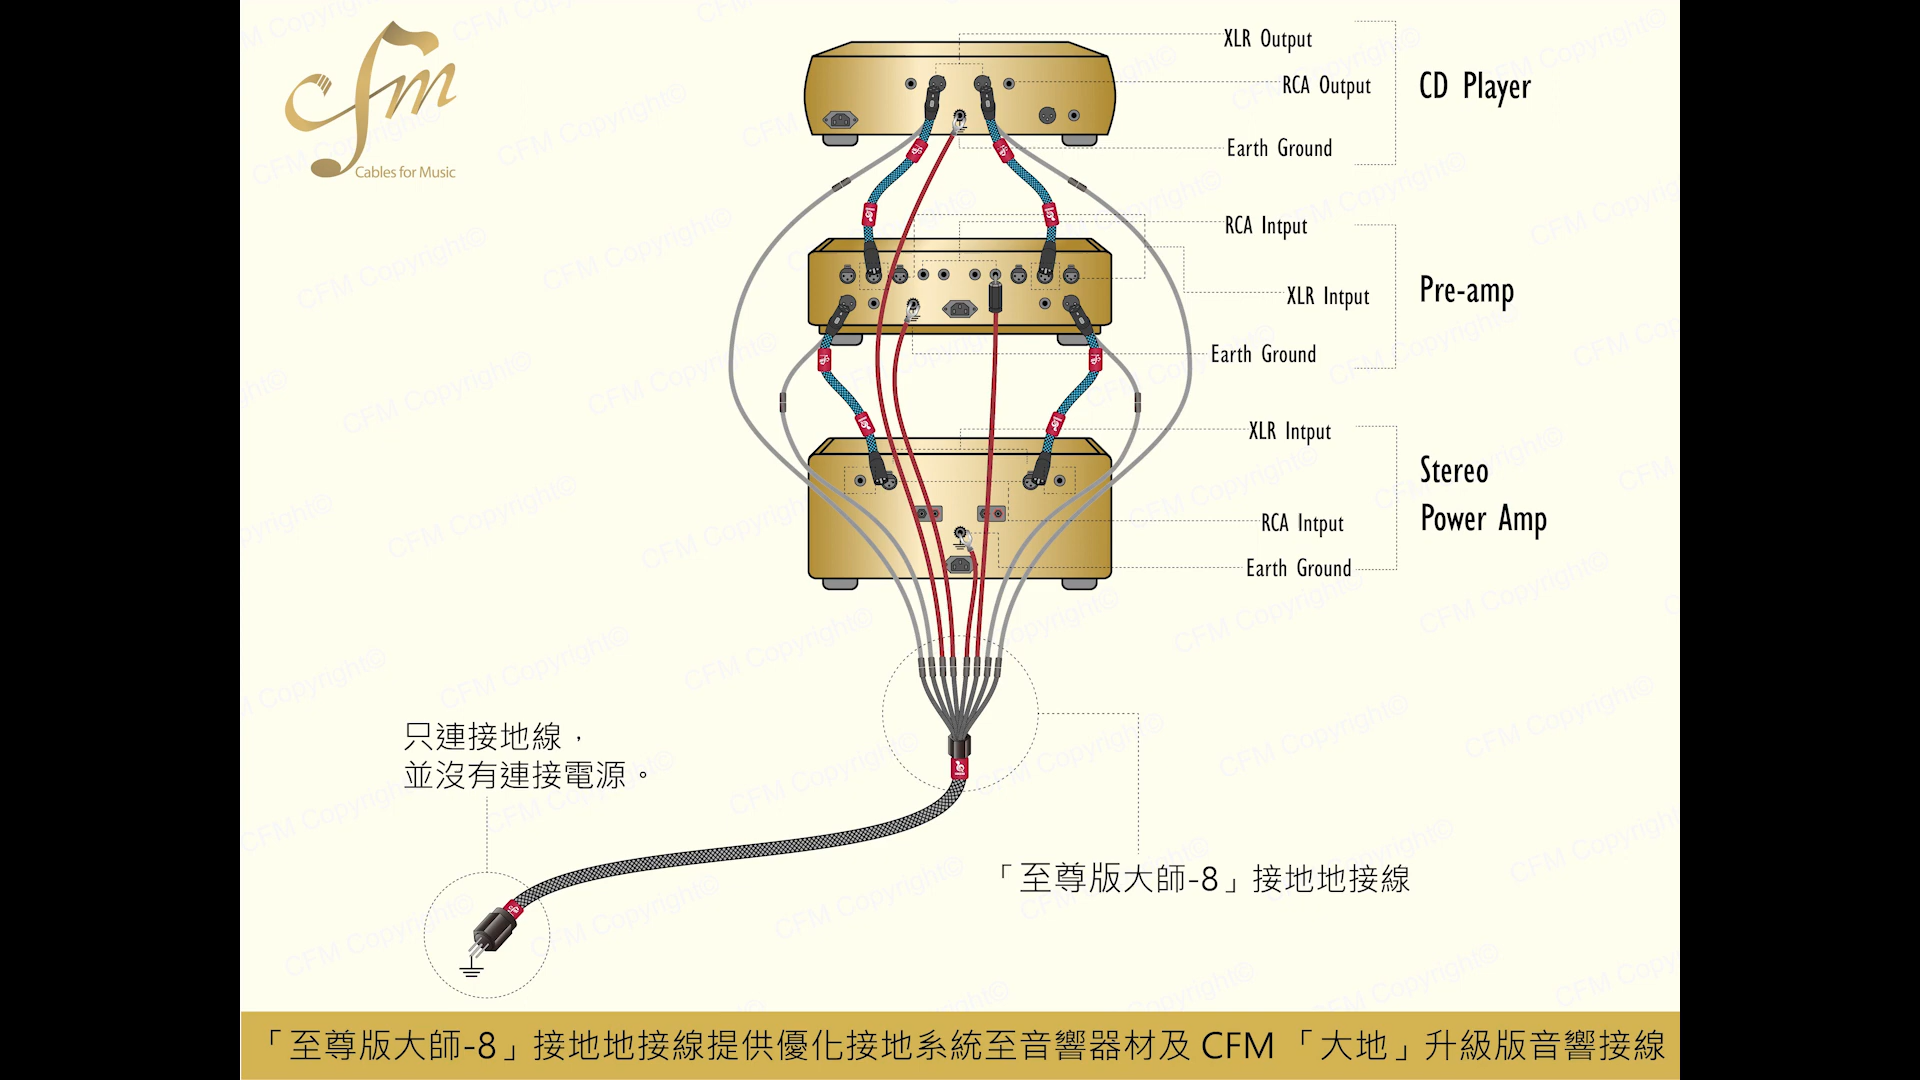 cfm
Cables for Music
XLR Output
RCA Output
CD Player
Earth Ground
RCA Intput
XLR Intput
Pre-amp
Earth Ground
XLR Intput
Stereo
Power Amp
RCA Intput
Earth Ground
只連接地線，
並沒有連接電源。
「至尊版大師-8」接地地接線
「至尊版大師-8」接地地接線提供優化接地系統至音響器材及 CFM 「大地」升級版音響接線
CFM Copyright©